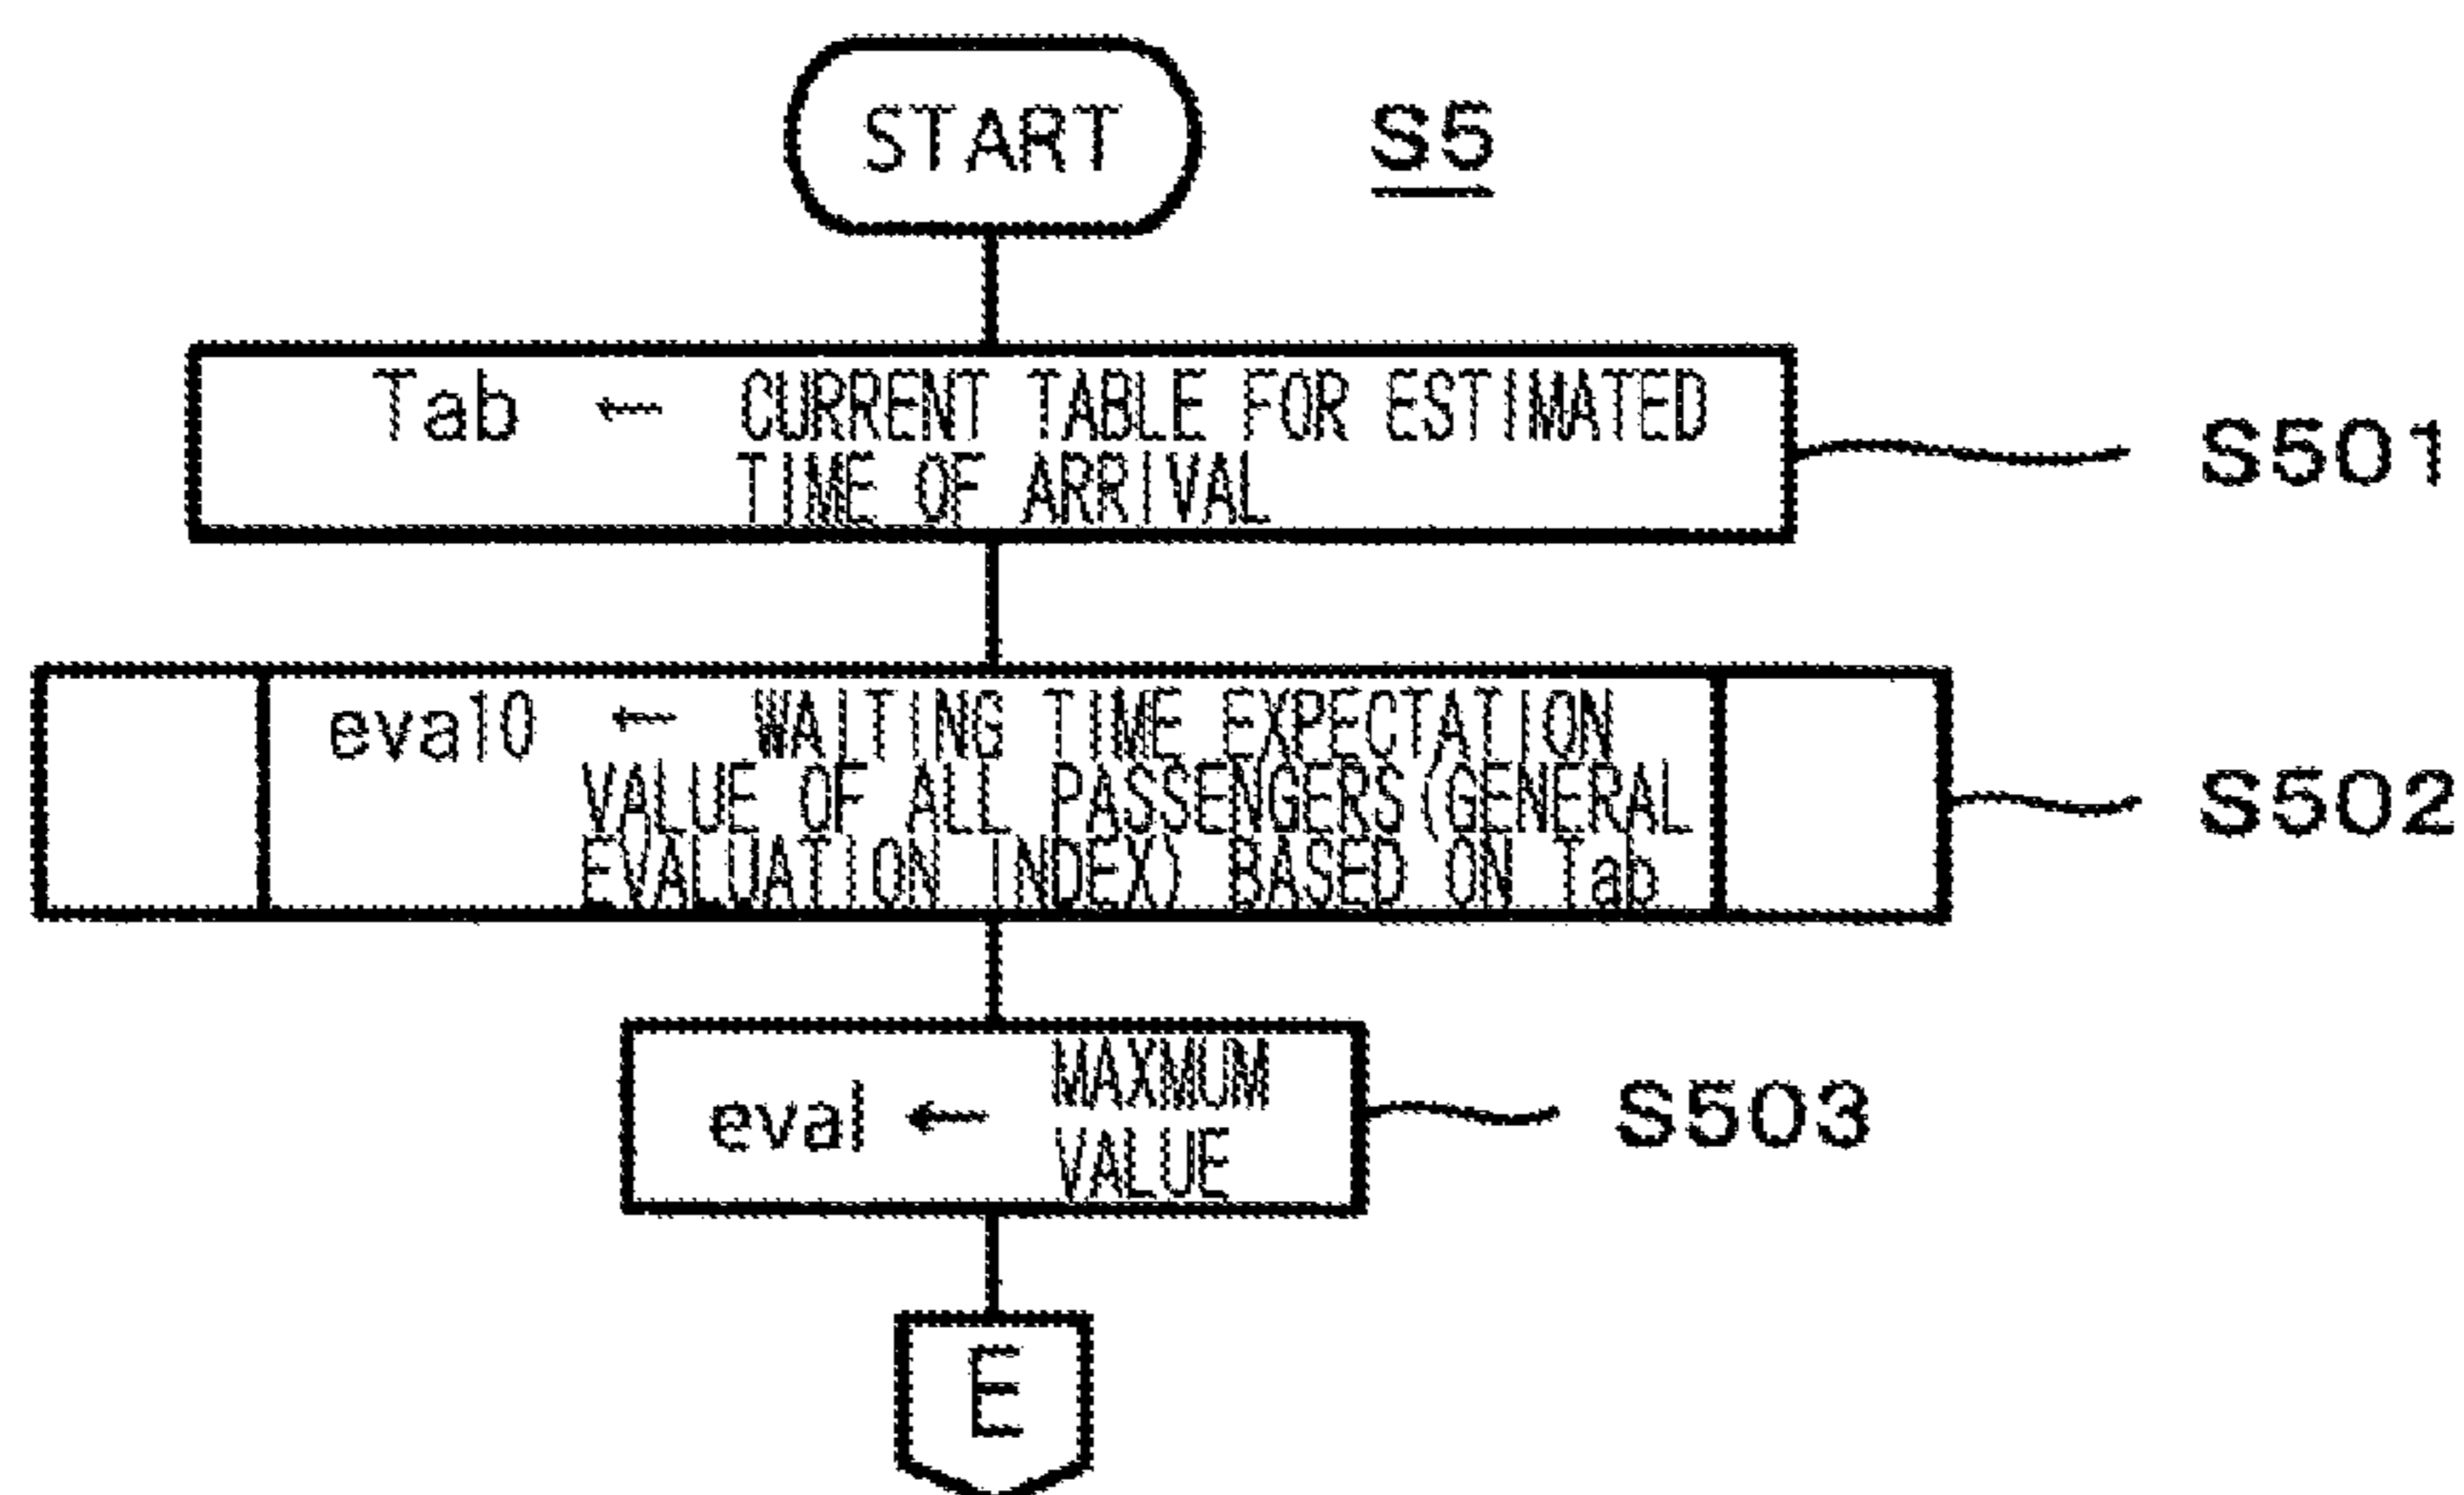 START
S5
Tab ← CURRENT TABLE FOR ESTIMATED
TIME OF ARRIVAL
S501
eval0 ← WAITING TIME EXPECTATION
VALUE OF ALL PASSENGERS(GENERAL
EVALUATION INDEX) BASED ON Tab
S502
eval ← MAXMUM
VALUE
S503
E